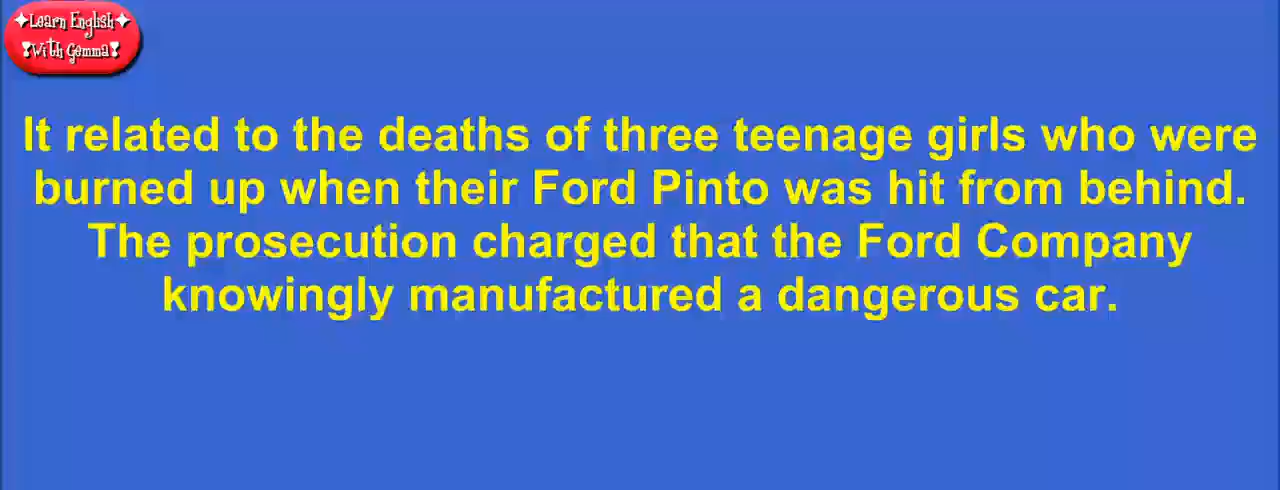 ✦Learn English✦
❣With Gemma❣
It related to the deaths of three teenage girls who were
burned up when their Ford Pinto was hit from behind.
The prosecution charged that the Ford Company
knowingly manufactured a dangerous car.